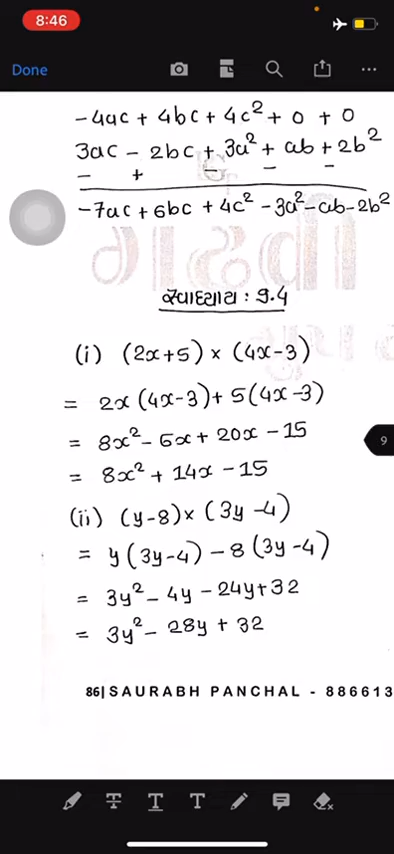 8:46
Done
-4ac + 4bc + 4c² + 0 + 0
3ac - 2bc + 3a² + ab + 2b²
- + - - -
-7ac + 6bc + 4c² - 3a² - ab - 2b²
સ્વાધ્યાય : 9.4
(i) (2x+5) × (4x-3)
= 2x (4x-3) + 5 (4x-3)
= 8x² - 6x + 20x - 15
= 8x² + 14x - 15
(ii) (y-8) × (3y-4)
= y (3y-4) - 8 (3y-4)
= 3y² - 4y - 24y + 32
= 3y² - 28y + 32
9
86| SAURABH PANCHAL - 886613